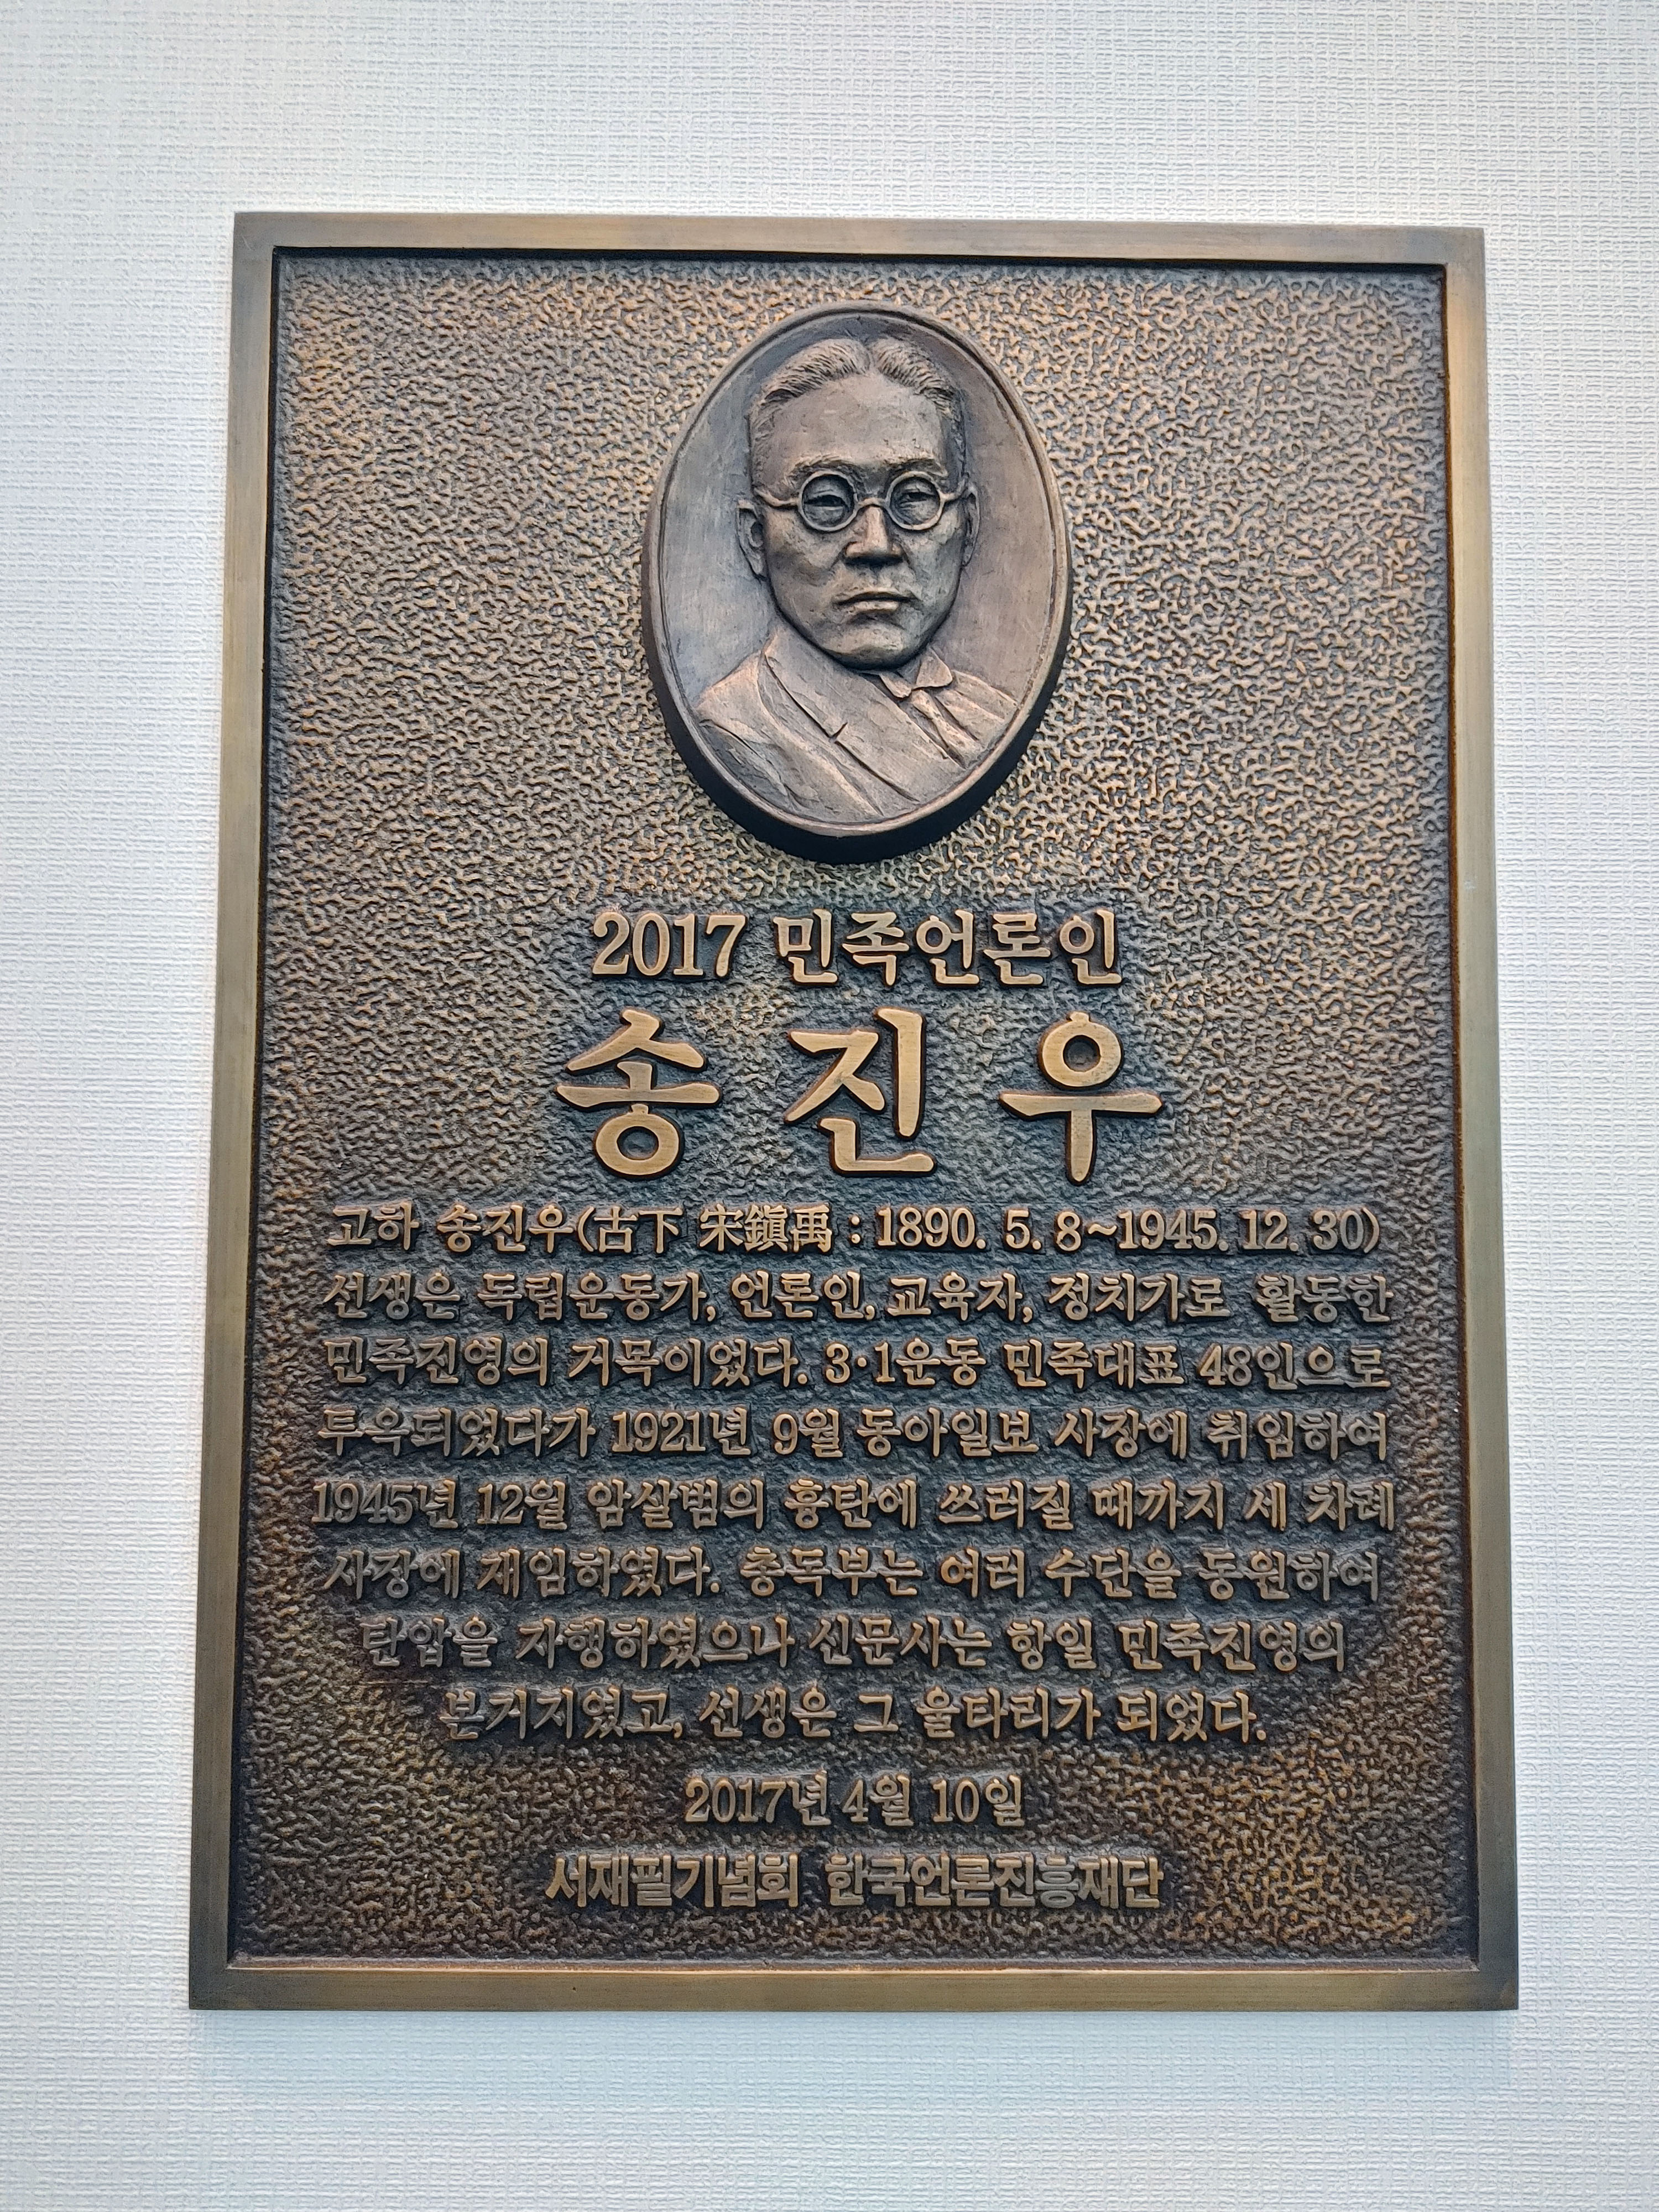 2017 민족언론인
송진우
고하 송진우(古下 宋鎭禹 : 1890. 5. 8~1945. 12. 30)
선생은 독립운동가, 언론인, 교육자, 정치가로 활동한
민족진영의 거목이었다. 3·1운동 민족대표 48인으로
투옥되었다가 1921년 9월 동아일보 사장에 취임하여
1945년 12월 암살범의 흉탄에 쓰러질 때까지 세 차례
사장에 재임하였다. 총독부는 여러 수단을 동원하여
탄압을 자행하였으나 신문사는 항일 민족진영의
본거지였고, 선생은 그 울타리가 되었다.
2017년 4월 10일
서재필기념회 한국언론진흥재단